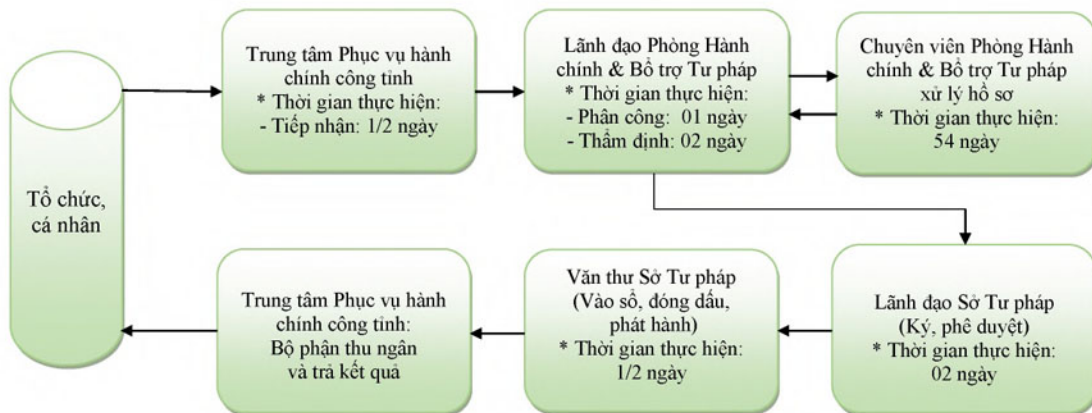 Tổ chức,
cá nhân
Trung tâm Phục vụ hành
chính công tỉnh
* Thời gian thực hiện:
- Tiếp nhận: 1/2 ngày
Lãnh đạo Phòng Hành
chính & Bổ trợ Tư pháp
* Thời gian thực hiện:
- Phân công: 01 ngày
- Thẩm định: 02 ngày
Chuyên viên Phòng Hành
chính & Bổ trợ Tư pháp
xử lý hồ sơ
* Thời gian thực hiện:
54 ngày
Lãnh đạo Sở Tư pháp
(Ký, phê duyệt)
* Thời gian thực hiện:
02 ngày
Văn thư Sở Tư pháp
(Vào sổ, đóng dấu,
phát hành)
* Thời gian thực hiện:
1/2 ngày
Trung tâm Phục vụ hành
chính công tỉnh:
Bộ phận thu ngân
và trả kết quả